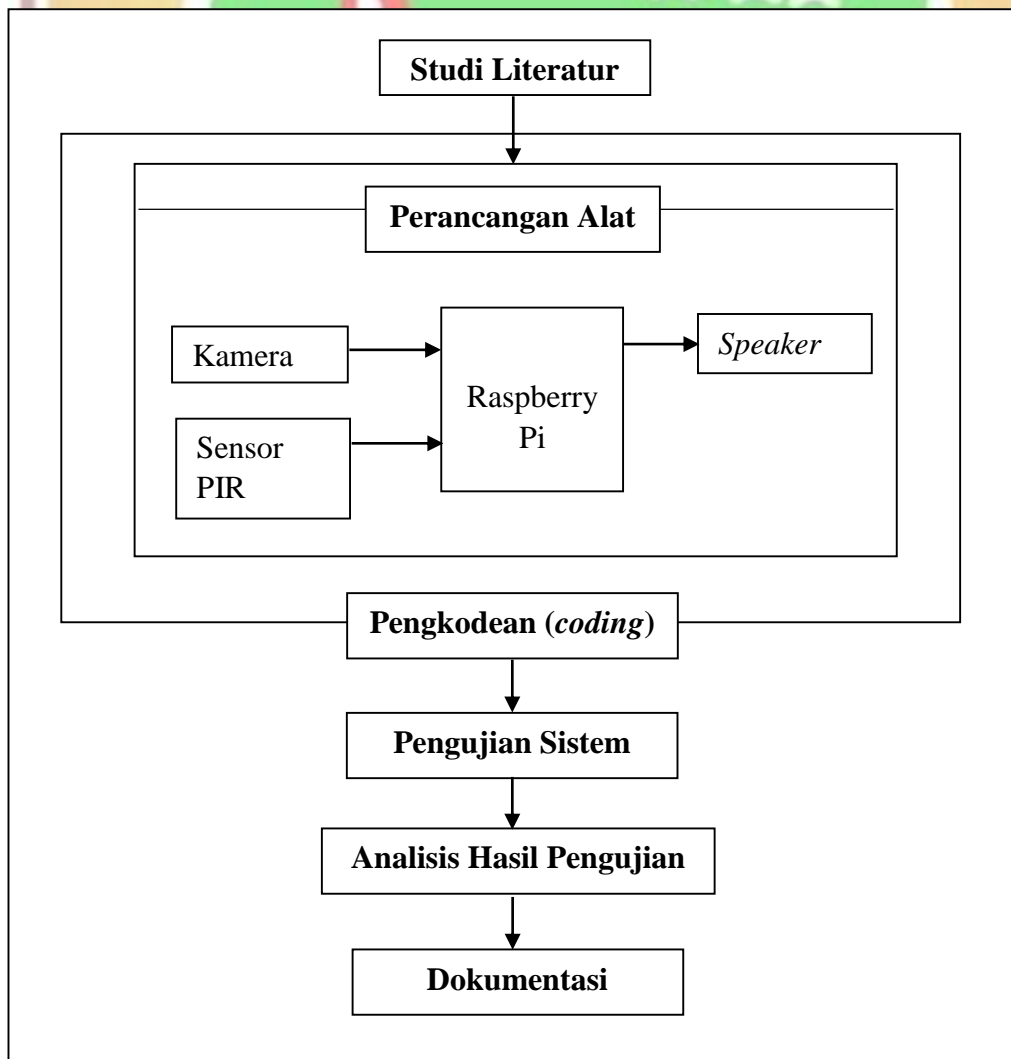 Studi Literatur
Perancangan Alat
Kamera
Sensor
PIR
Raspberry
Pi
Speaker
Pengkodean (coding)
Pengujian Sistem
Analisis Hasil Pengujian
Dokumentasi